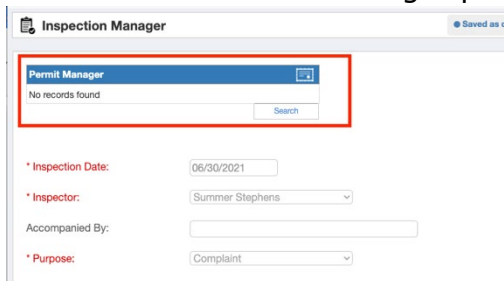 Inspection Manager
Saved as
Permit Manager
No records found
Search
* Inspection Date: 06/30/2021
* Inspector: Summer Stephens
Accompanied By:
* Purpose: Complaint